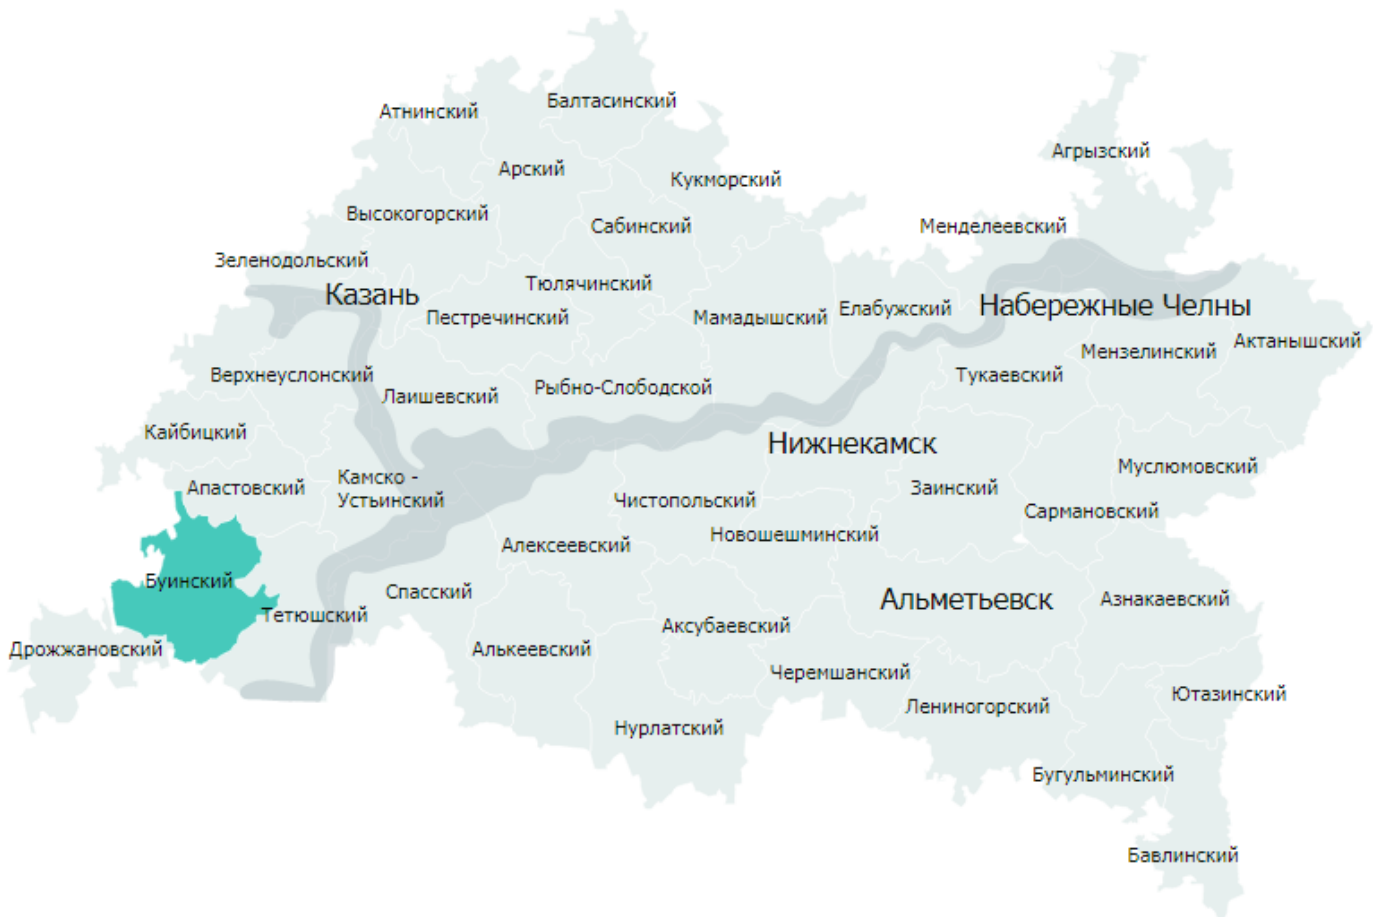 Балтасинский
Атнинский
Агрызский
Арский
Кукморский
Высокогорский
Сабинский
Менделеевский
Зеленодольский
Тюлячинский
Казань
Набережные Челны
Елабужский
Пестречинский
Мамадышский
Актанышский
Мензелинский
Верхнеуслонский
Тукаевский
Рыбно-Слободской
Лаишевский
Кайбицкий
Нижнекамск
Муслюмовский
Камско -
Устьинский
Апастовский
Заинский
Чистопольский
Сармановский
Новошешминский
Алексеевский
Буинский
Спасский
Альметьевск
Азнакаевский
Тетюшский
Аксубаевский
Дрожжановский
Алькеевский
Черемшанский
Ютазинский
Лениногорский
Нурлатский
Бугульминский
Бавлинский